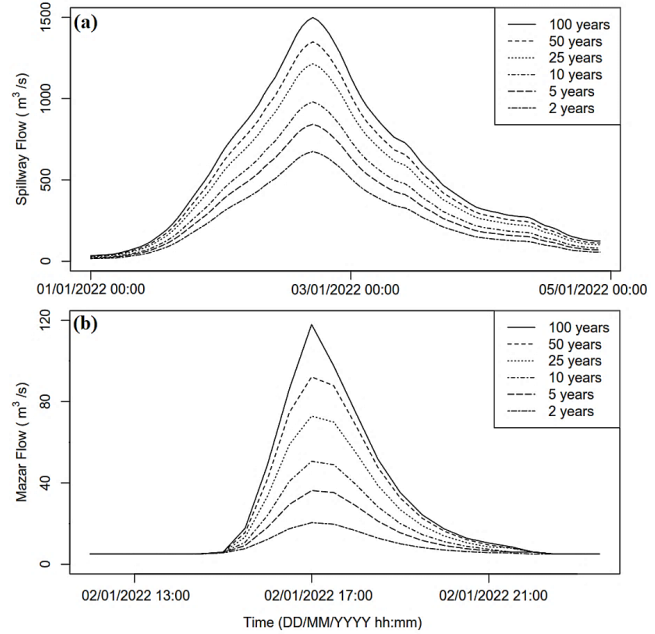 (a)
Spillway Flow ( m³ /s)
1500
1000
500
0
100 years
50 years
25 years
10 years
5 years
2 years
01/01/2022 00:00 03/01/2022 00:00 05/01/2022 00:00
(b)
Mazar Flow ( m³ /s)
120
80
40
0
100 years
50 years
25 years
10 years
5 years
2 years
02/01/2022 13:00 02/01/2022 17:00 02/01/2022 21:00
Time (DD/MM/YYYY hh:mm)